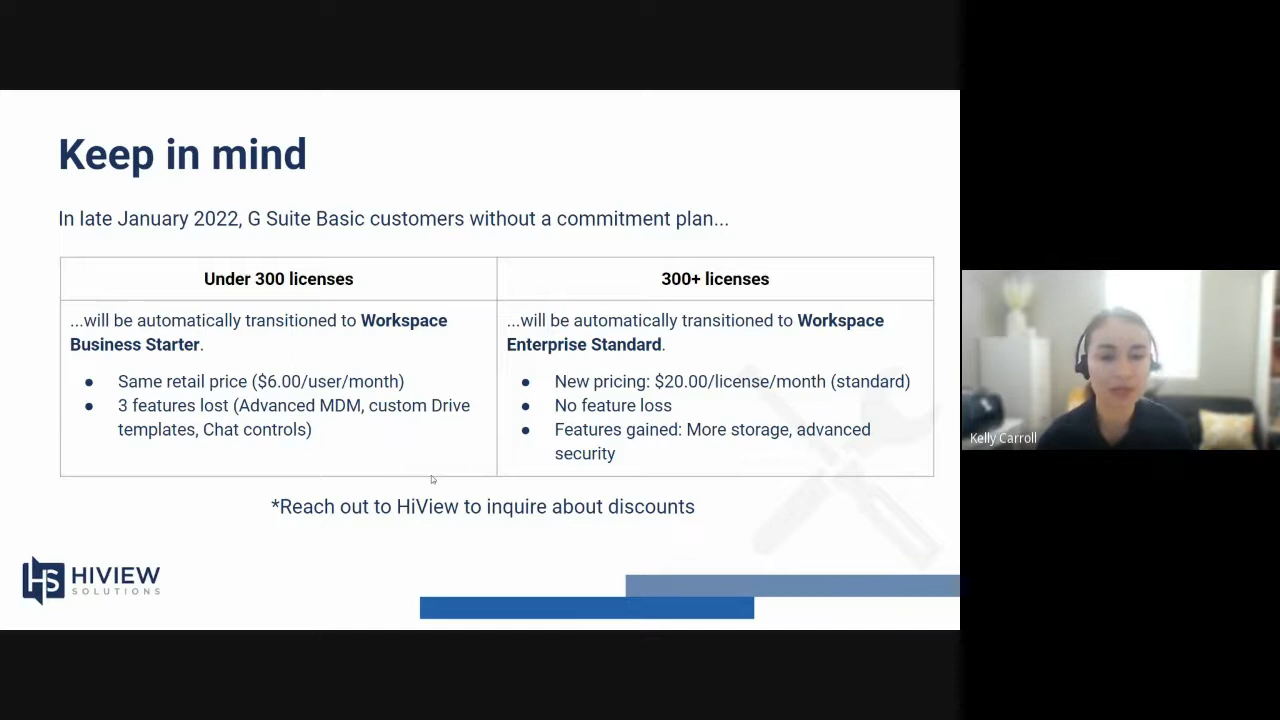 Keep in mind
In late January 2022, G Suite Basic customers without a commitment plan...
Under 300 licenses
300+ licenses
...will be automatically transitioned to Workspace
Business Starter.
● Same retail price ($6.00/user/month)
● 3 features lost (Advanced MDM, custom Drive
templates, Chat controls)
...will be automatically transitioned to Workspace
Enterprise Standard.
● New pricing: $20.00/license/month (standard)
● No feature loss
● Features gained: More storage, advanced
security
*Reach out to HiView to inquire about discounts
HS HIVIEW
SOLUTIONS
Kelly Carroll